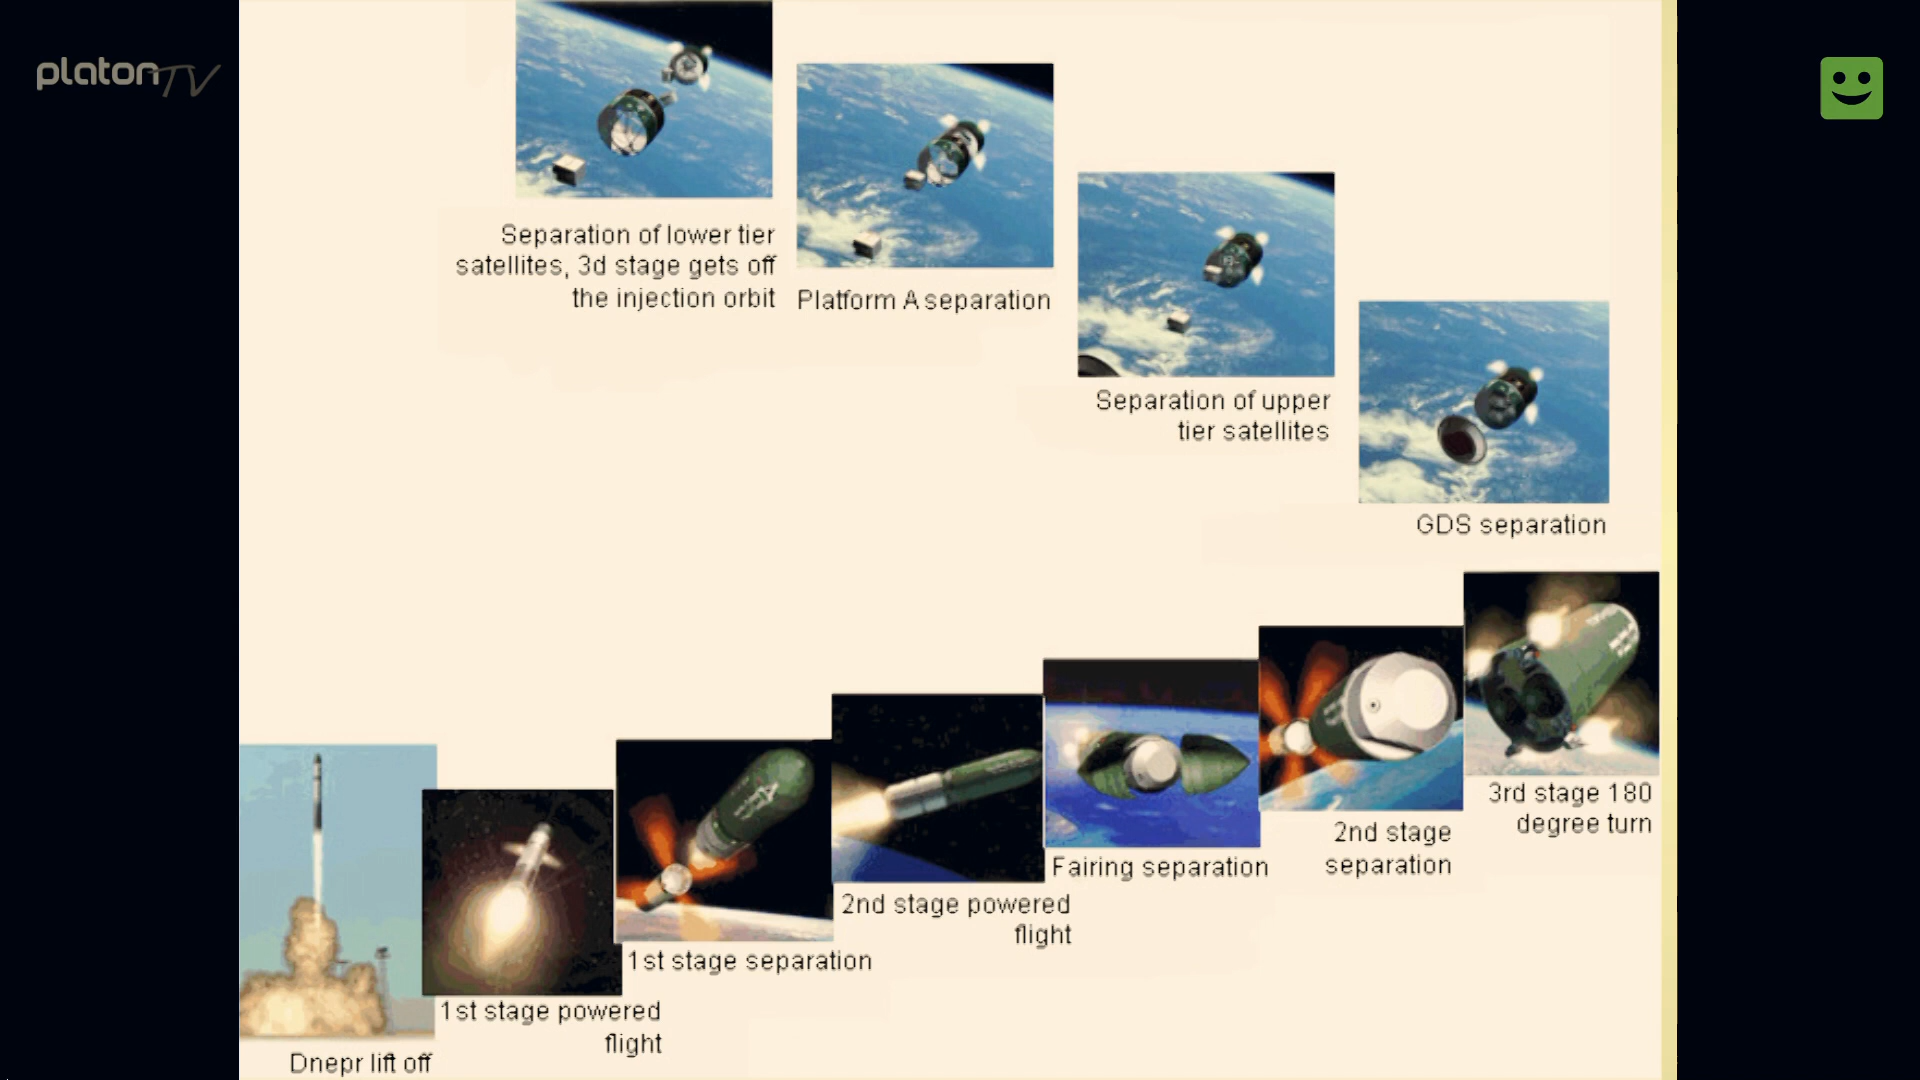 platonTV
Separation of lower tier
satellites, 3d stage gets off
the injection orbit
Platform A separation
Separation of upper
tier satellites
GDS separation
3rd stage 180
degree turn
2nd stage
separation
Fairing separation
2nd stage powered
flight
1st stage separation
1st stage powered
flight
Dnepr lift off